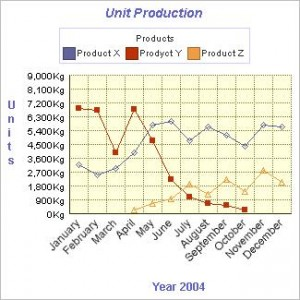 Unit Production
Products
Product X
Prodyct Y
Product Z
9,000Kg
8,100Kg
7,200Kg
6,300Kg
5,400Kg
4,500Kg
3,600Kg
2,700Kg
1,800Kg
900Kg
0Kg
Units
January
February
March
April
May
June
July
August
September
October
November
December
Year 2004